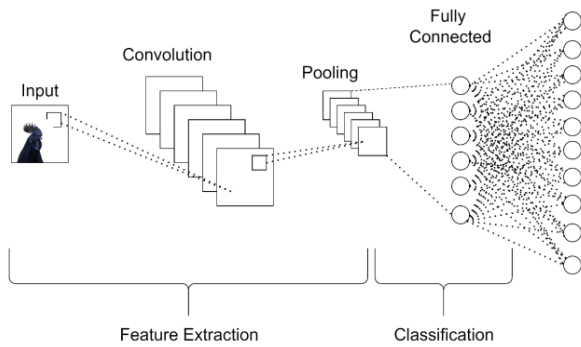 Fully
Connected
Convolution
Pooling
Input
Feature Extraction
Classification